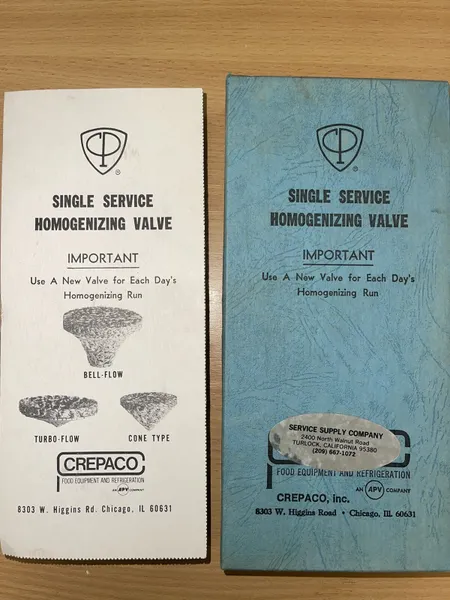 CP
®
SINGLE SERVICE
HOMOGENIZING VALVE
IMPORTANT
Use A New Valve for Each Day's
Homogenizing Run
BELL-FLOW
TURBO-FLOW
CONE TYPE
CREPACO
FOOD EQUIPMENT AND REFRIGERATION
AN APV COMPANY
8303 W. Higgins Rd. Chicago, IL 60631
CP
®
SINGLE SERVICE
HOMOGENIZING VALVE
IMPORTANT
Use A New Valve for Each Day's
Homogenizing Run
SERVICE SUPPLY COMPANY
2400 North Walnut Road
TURLOCK, CALIFORNIA 95380
(209) 667-1072
FOOD EQUIPMENT AND REFRIGERATION
AN APV COMPANY
CREPACO, inc.
8303 W. Higgins Road • Chicago, IL 60631